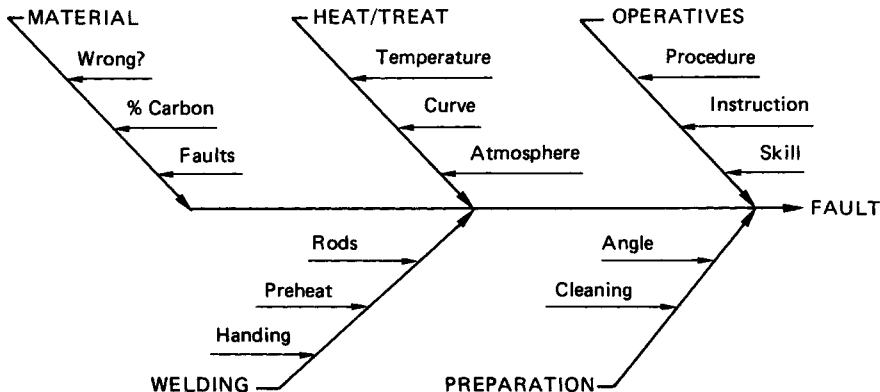 MATERIAL
HEAT/TREAT
OPERATIVES
Wrong?
Temperature
Procedure
% Carbon
Curve
Instruction
Faults
Atmosphere
Skill
FAULT
Rods
Angle
Preheat
Cleaning
Handing
WELDING
PREPARATION